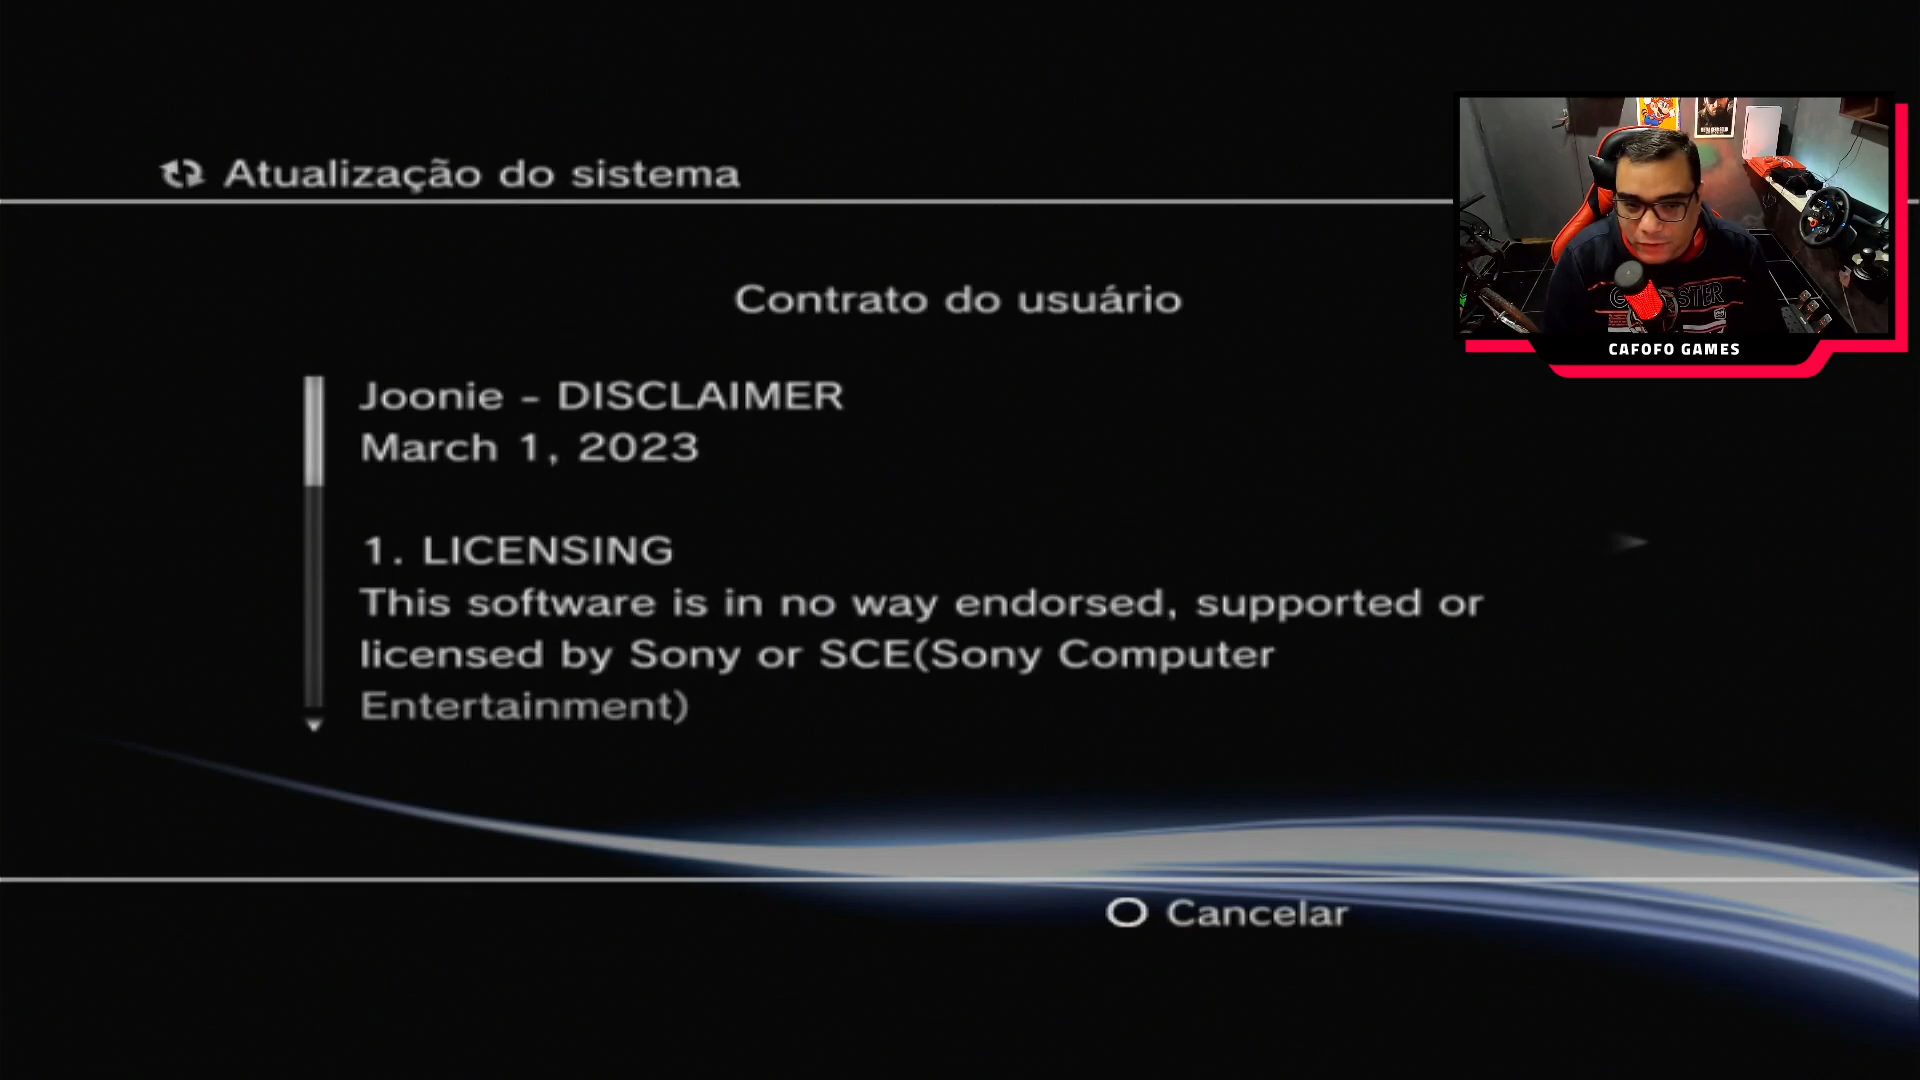 Atualização do sistema
Contrato do usuário
CAFOFO GAMES
Joonie – DISCLAIMER
March 1, 2023
1. LICENSING
This software is in no way endorsed, supported or
licensed by Sony or SCE(Sony Computer
Entertainment)
O Cancelar